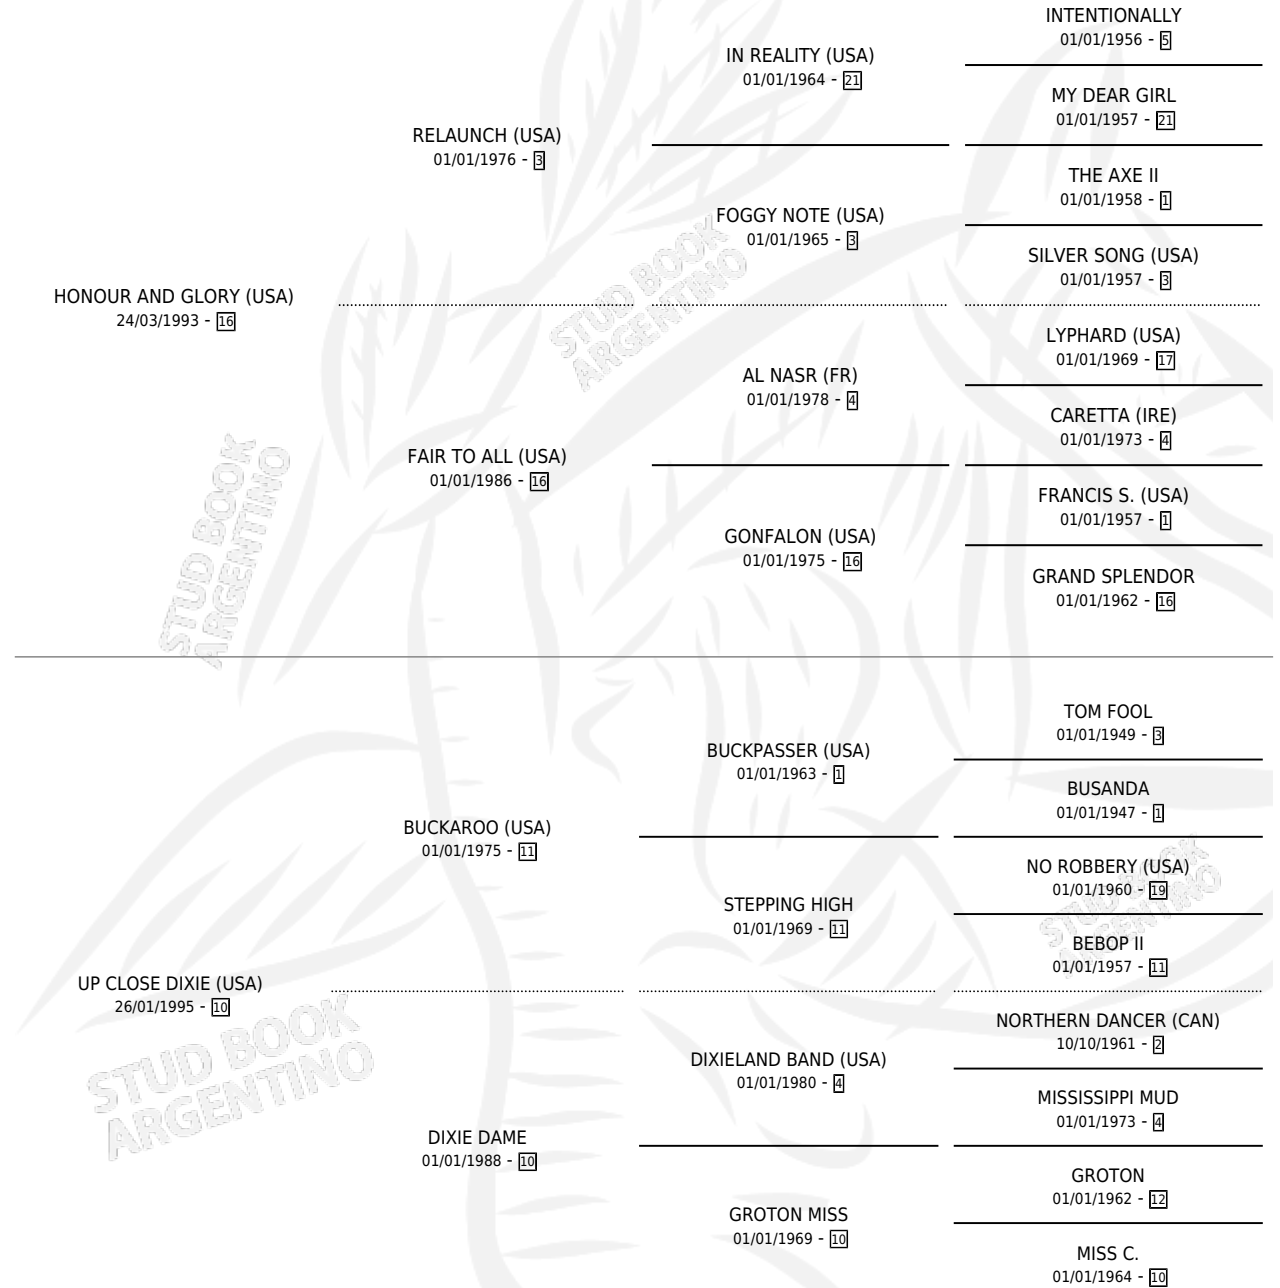 INTENTIONALLY
01/01/1956 - 5
IN REALITY (USA)
01/01/1964 - 21
MY DEAR GIRL
01/01/1957 - 21
RELAUNCH (USA)
01/01/1976 - 3
THE AXE II
01/01/1958 - 1
FOGGY NOTE (USA)
01/01/1965 - 3
SILVER SONG (USA)
01/01/1957 - 3
HONOUR AND GLORY (USA)
24/03/1993 - 16
STUD BOOK
ARGENTINO
LYPHARD (USA)
01/01/1969 - 17
AL NASR (FR)
01/01/1978 - 4
CARETTA (IRE)
01/01/1973 - 4
FAIR TO ALL (USA)
01/01/1986 - 16
FRANCIS S. (USA)
01/01/1957 - 1
GONFALON (USA)
01/01/1975 - 16
GRAND SPLENDOR
01/01/1962 - 16
STUD BOOK
ARGENTINO
TOM FOOL
01/01/1949 - 3
BUCKPASSER (USA)
01/01/1963 - 1
BUSANDA
01/01/1947 - 1
BUCKAROO (USA)
01/01/1975 - 11
NO ROBBERY (USA)
01/01/1960 - 19
STEPPING HIGH
01/01/1969 - 11
BEBOP II
01/01/1957 - 11
STUD BOOK
ARGENTINO
UP CLOSE DIXIE (USA)
26/01/1995 - 10
NORTHERN DANCER (CAN)
10/10/1961 - 2
DIXIELAND BAND (USA)
01/01/1980 - 4
MISSISSIPPI MUD
01/01/1973 - 4
STUD BOOK
ARGENTINO
DIXIE DAME
01/01/1988 - 10
GROTON
01/01/1962 - 12
GROTON MISS
01/01/1969 - 10
MISS C.
01/01/1964 - 10